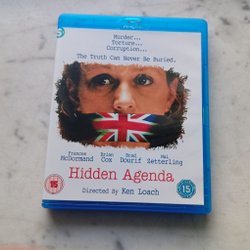 Murder...
Torture...
Corruption...
The Truth Can Never Be Buried.
Frances McDormand
Brian Cox
Brad Dourif
Mai Zetterling
Hidden Agenda
Directed By Ken Loach
15
15